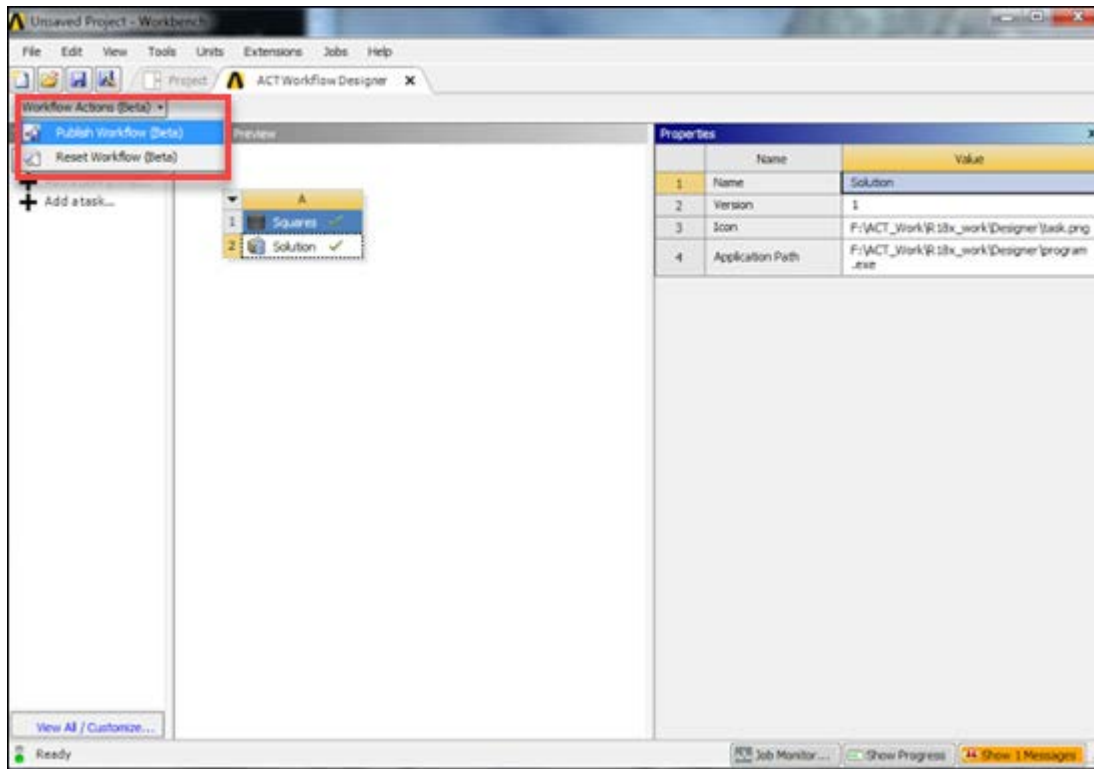 Unsaved Project - Workbench
File Edit View Tools Units Extensions Jobs Help
Project ACT Workflow Designer X
Workflow Actions (Beta)
Publish Workflow (Beta)
Reset Workflow (Beta)
Add a task...
Preview
A
1 Squares
2 Solution
Properties
Name Value
1 Name Solution
2 Version 1
3 Icon F:\ACT_Work\R18x_work\Designer\task.png
4 Application Path F:\ACT_Work\R18x_work\Designer\program
.exe
View All / Customize...
Ready
Job Monitor... Show Progress Show 1 Messages